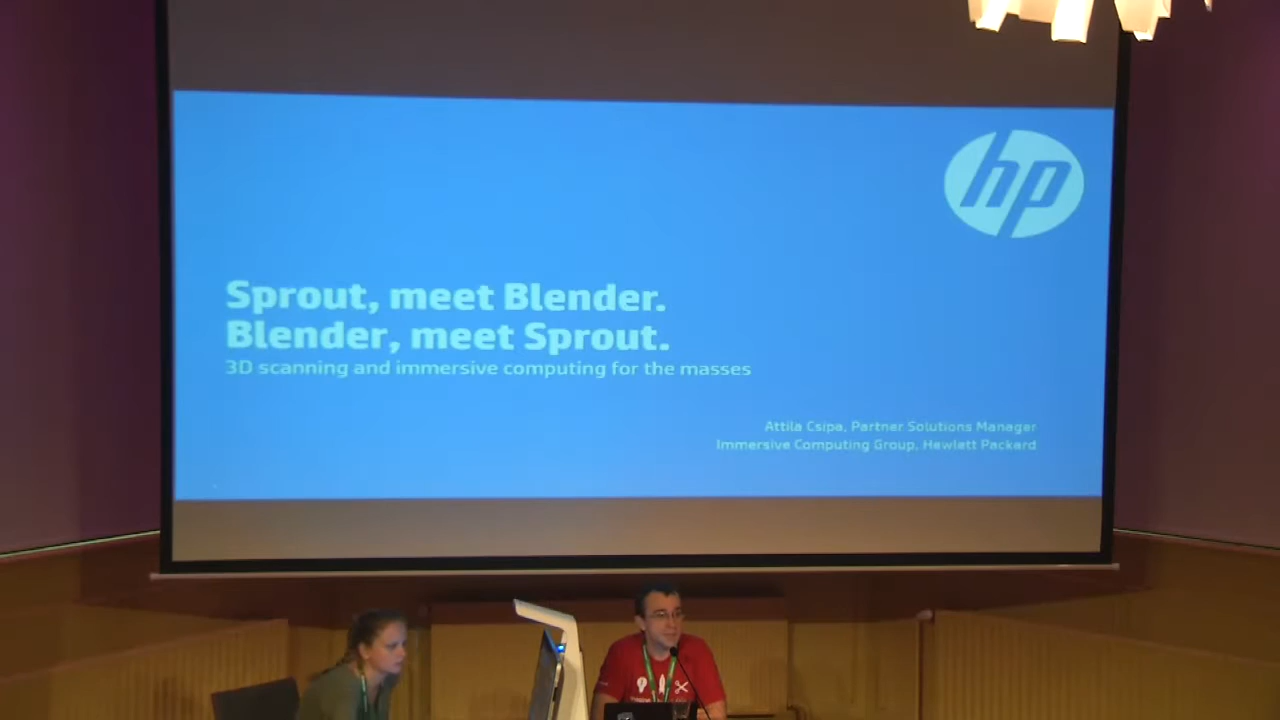 hp
Sprout, meet Blender.
Blender, meet Sprout.
3D scanning and immersive computing for the masses
Attila Csipa, Partner Solutions Manager
Immersive Computing Group, Hewlett Packard